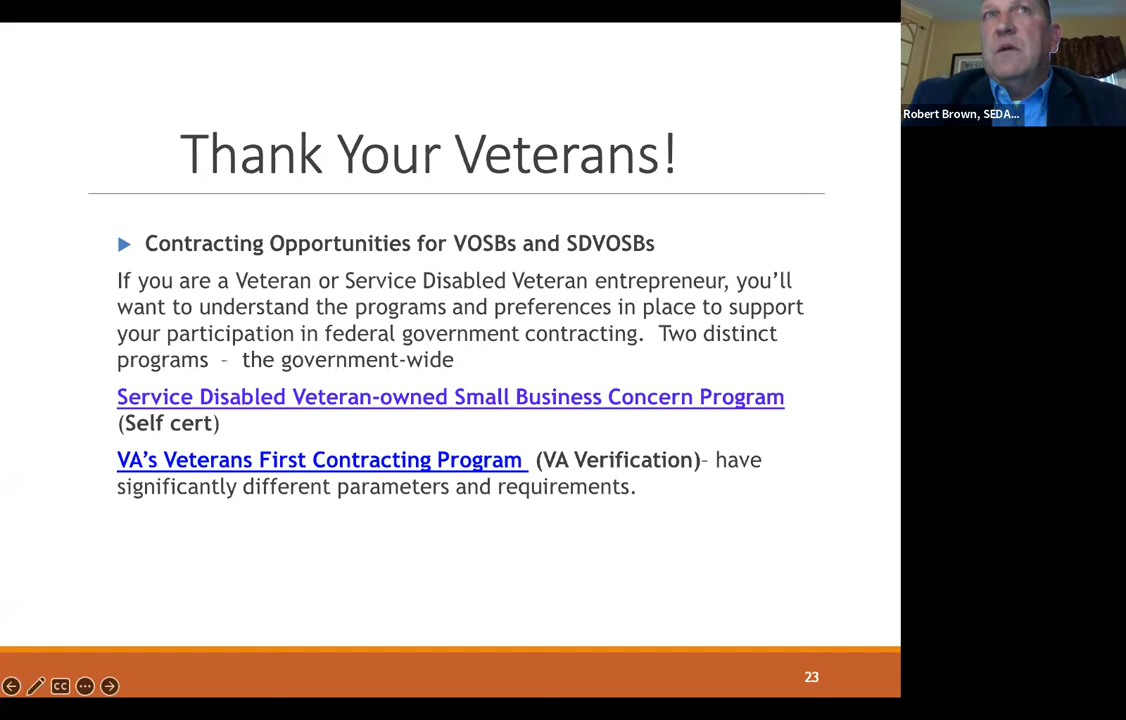 Thank Your Veterans!
Contracting Opportunities for VOSBs and SDVOSBs
If you are a Veteran or Service Disabled Veteran entrepreneur, you’ll
want to understand the programs and preferences in place to support
your participation in federal government contracting.  Two distinct
programs  –  the government-wide
Service Disabled Veteran-owned Small Business Concern Program
(Self cert)
VA’s Veterans First Contracting Program  (VA Verification)– have
significantly different parameters and requirements.
23
CC
Robert Brown, SEDA...